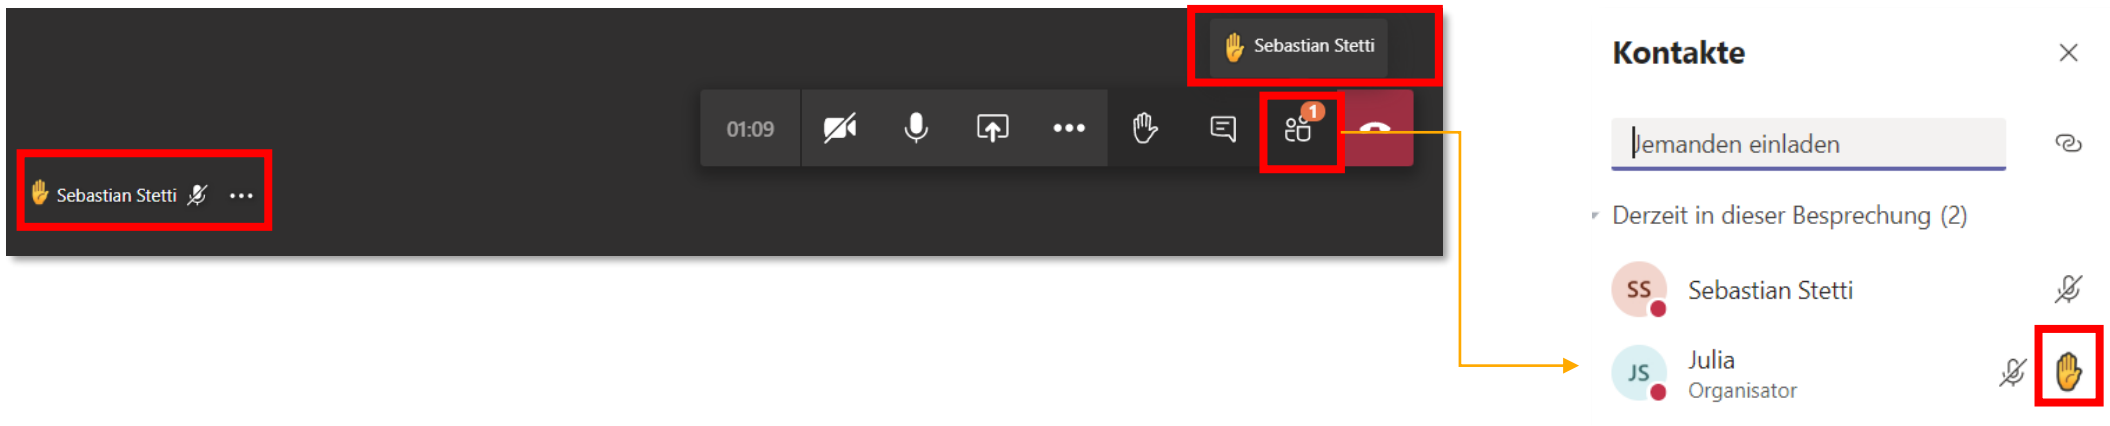 Sebastian Stetti
01:09
1
Sebastian Stetti
Kontakte
Jemanden einladen
Derzeit in dieser Besprechung (2)
SS
Sebastian Stetti
JS
Julia
Organisator